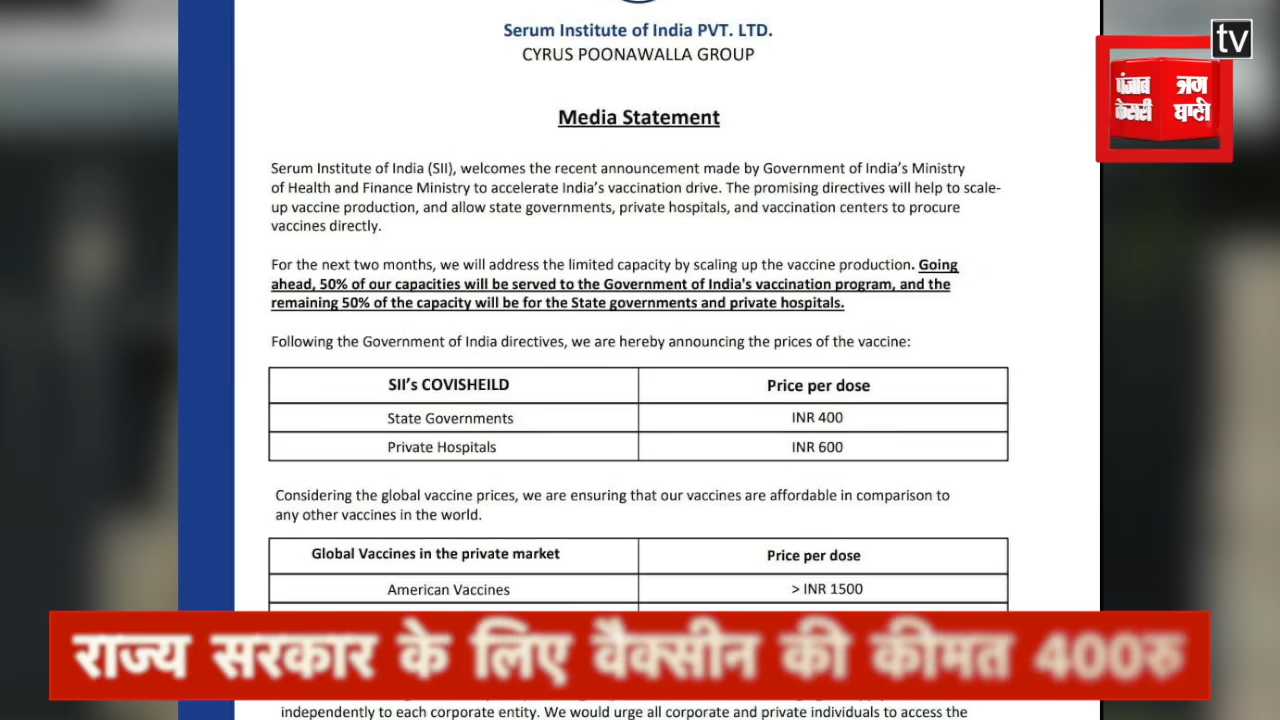 Serum Institute of India PVT. LTD.
CYRUS POONAWALLA GROUP
tv
पंजाब
केसरी
Media Statement
Serum Institute of India (SII), welcomes the recent announcement made by Government of India's Ministry
of Health and Finance Ministry to accelerate India's vaccination drive. The promising directives will help to scale-
up vaccine production, and allow state governments, private hospitals, and vaccination centers to procure
vaccines directly.
For the next two months, we will address the limited capacity by scaling up the vaccine production. Going
ahead, 50% of our capacities will be served to the Government of India's vaccination program, and the
remaining 50% of the capacity will be for the State governments and private hospitals.
Following the Government of India directives, we are hereby announcing the prices of the vaccine:
SII's COVISHEILD Price per dose
State Governments INR 400
Private Hospitals INR 600
Considering the global vaccine prices, we are ensuring that our vaccines are affordable in comparison to
any other vaccines in the world.
Global Vaccines in the private market Price per dose
American Vaccines > INR 1500
राज्य सरकार के लिए वैक्सीन की कीमत 400रु
independently to each corporate entity. We would urge all corporate and private individuals to access the